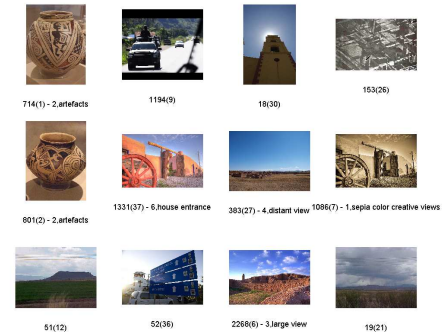 714(1) - 2,artefacts
1194(9)
18(30)
153(26)
801(2) - 2,artefacts
1331(37) - 6,house entrance
383(27) - 4,distant view
1086(7) - 1,sepia color creative views
51(12)
52(36)
2268(6) - 3,large view
19(21)